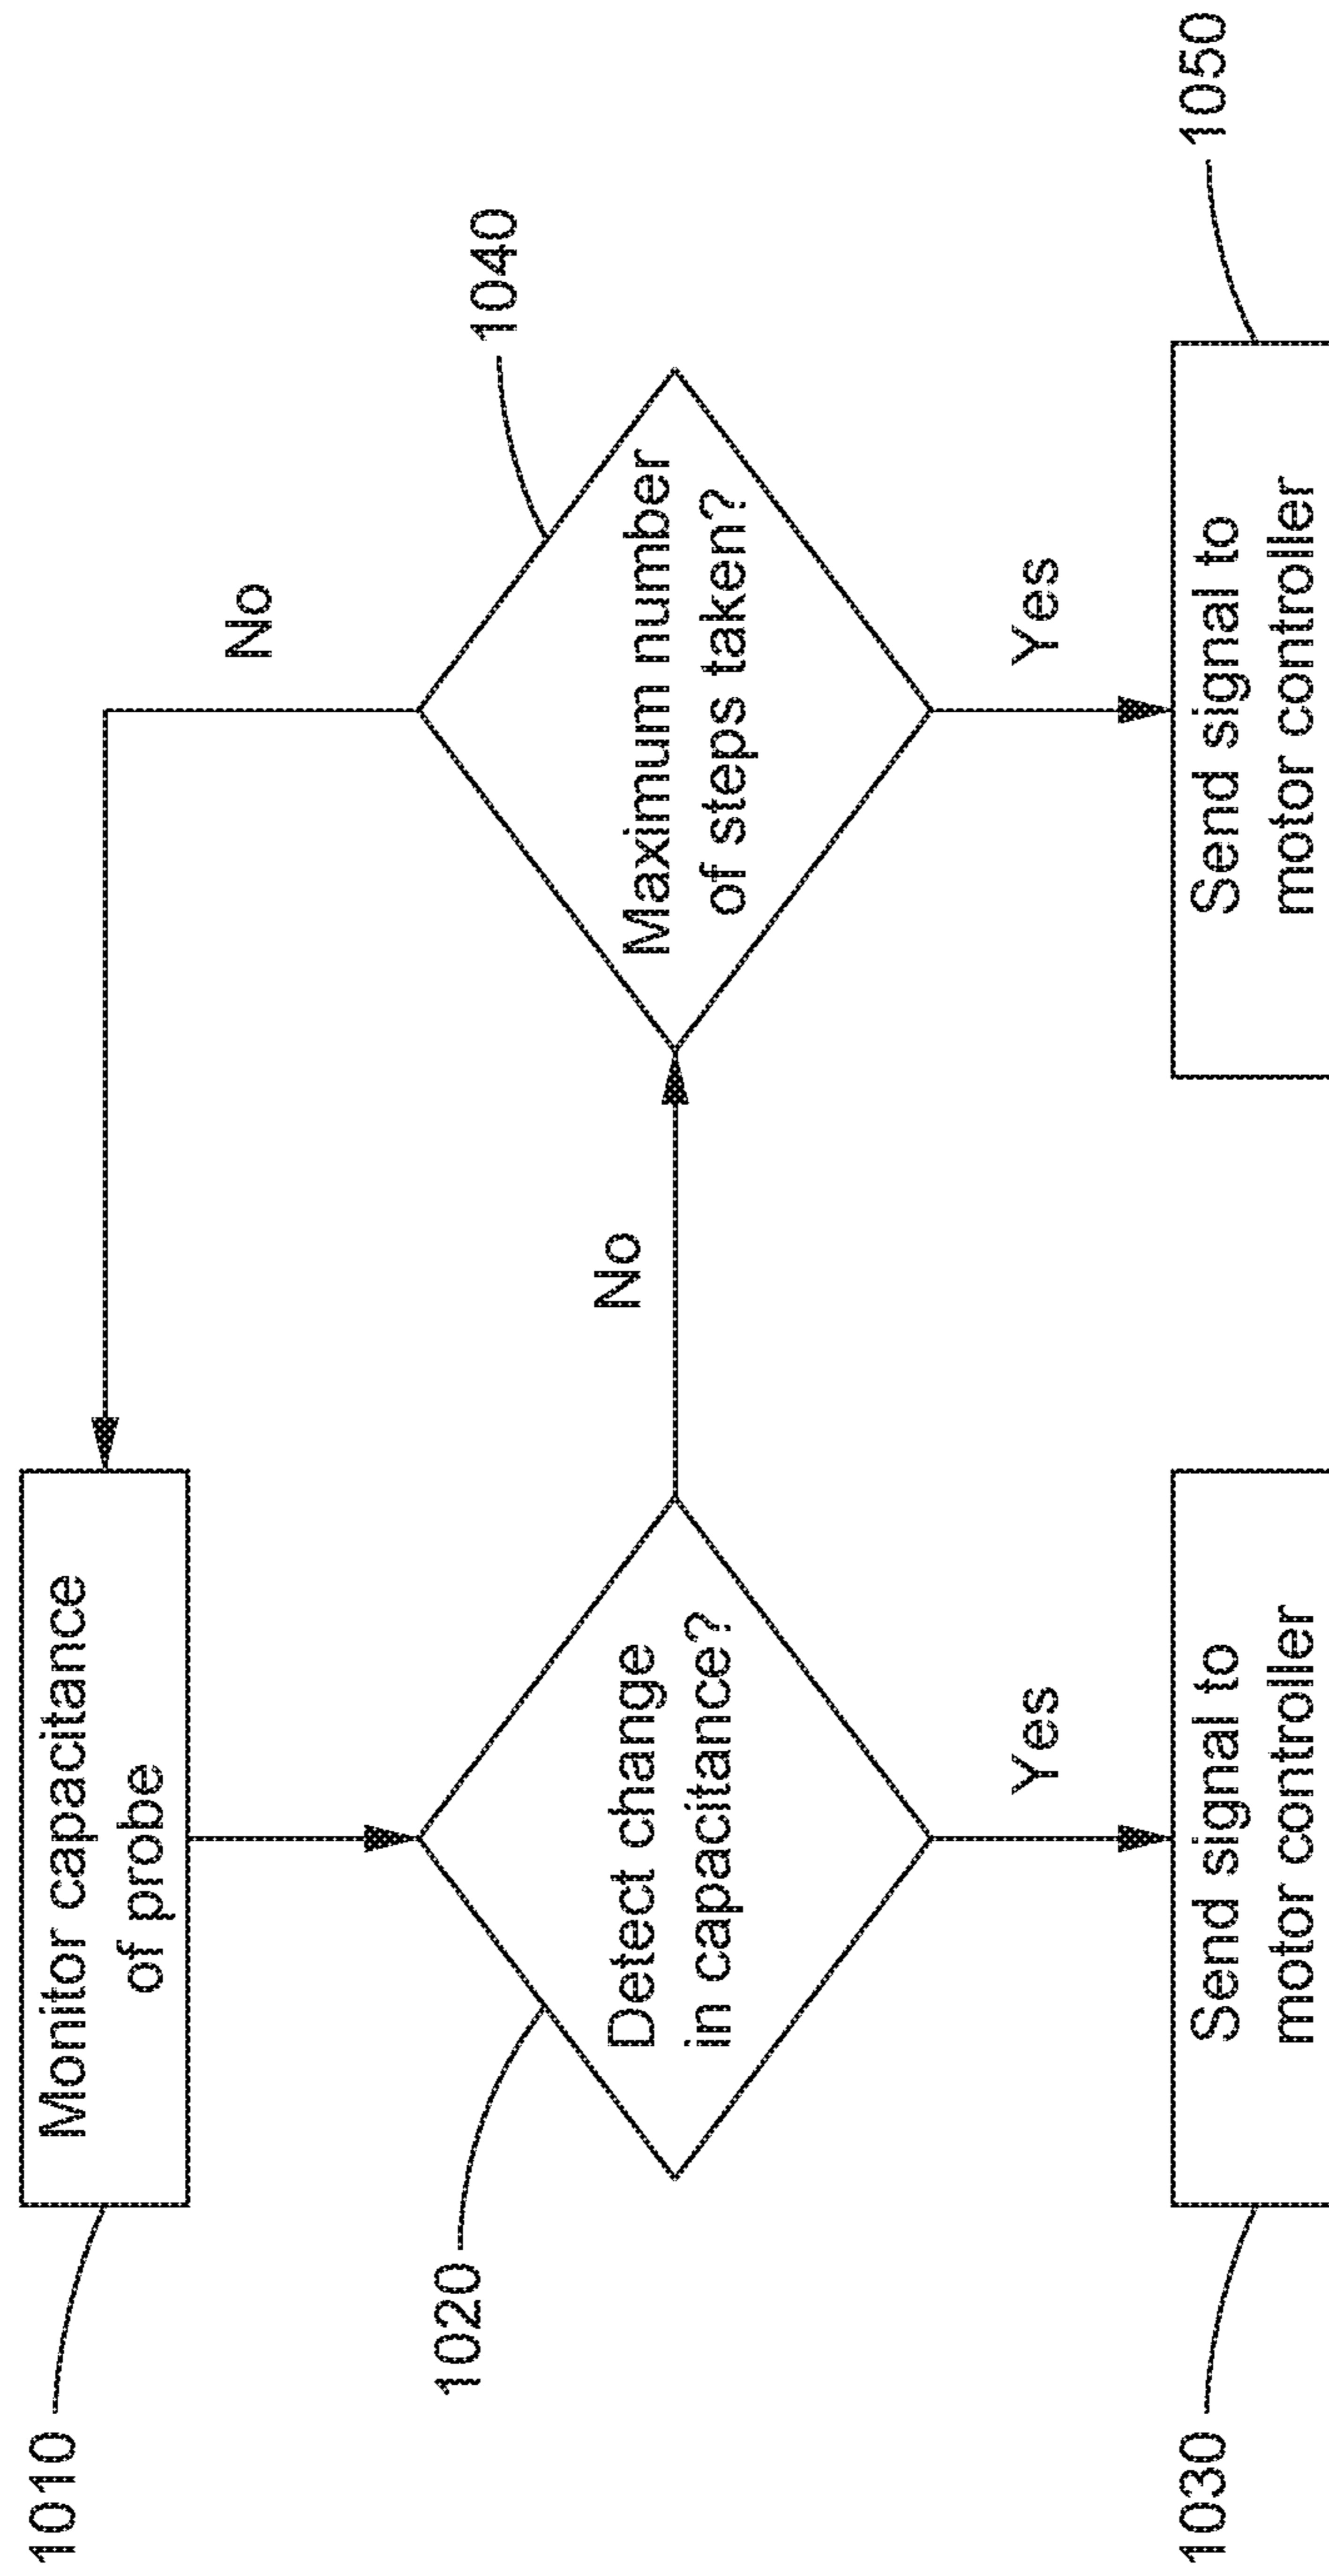 1010
Monitor capacitance
of probe
No
1020
Detect change
in capacitance?
No
Maximum number
of steps taken?
1040
Yes
Yes
1030
Send signal to
motor controller
Send signal to
motor controller
1050